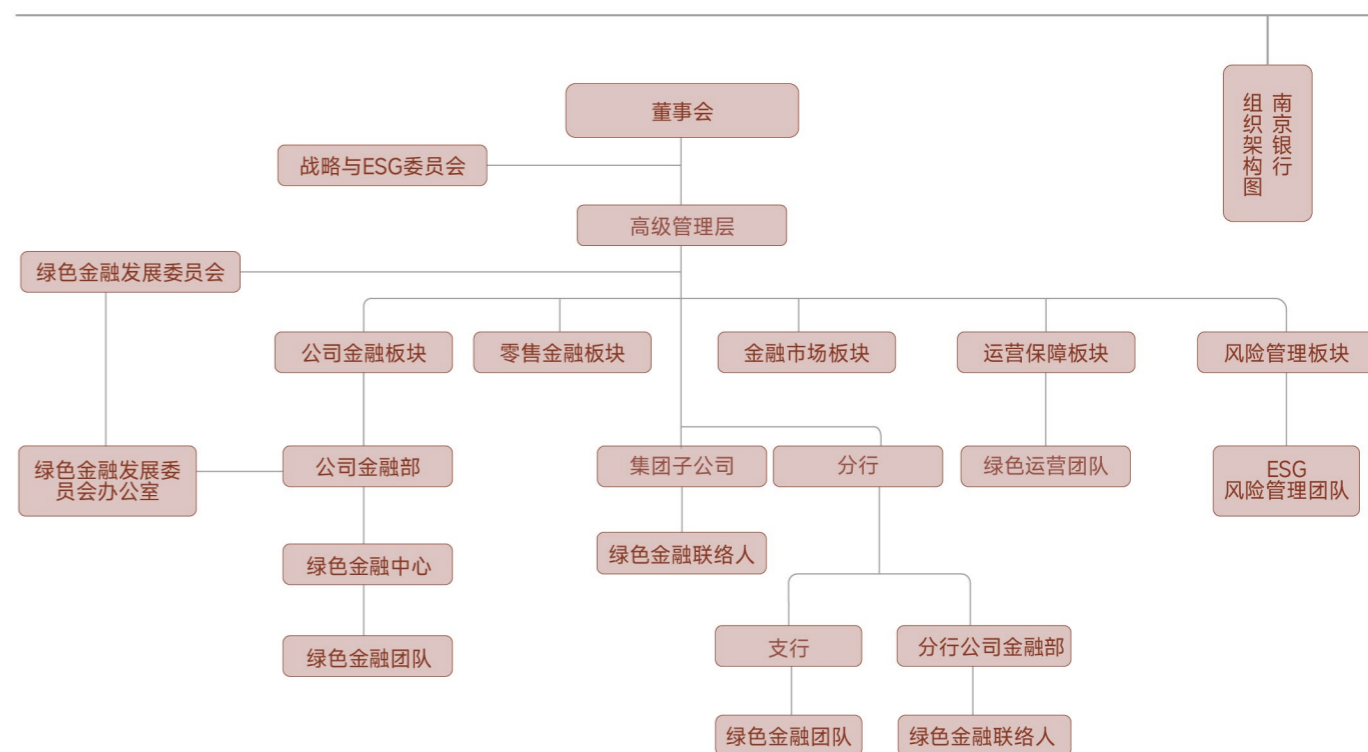 南京银行
组织架构图
董事会
战略与ESG委员会
高级管理层
绿色金融发展委员会
公司金融板块
零售金融板块
金融市场板块
运营保障板块
风险管理板块
绿色金融发展委
员会办公室
公司金融部
集团子公司
分行
绿色运营团队
ESG
风险管理团队
绿色金融中心
绿色金融联络人
绿色金融团队
支行
分行公司金融部
绿色金融团队
绿色金融联络人